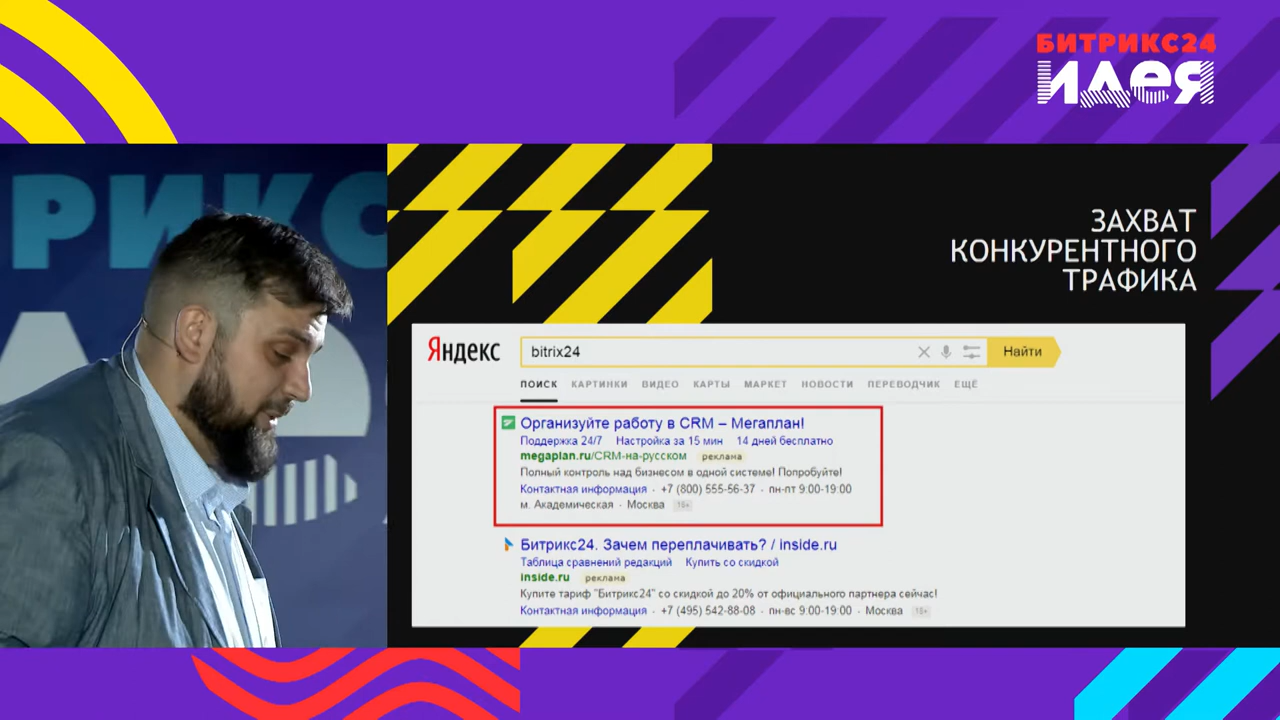 БИТРИКС24
ИДЕЯ
РИКС
ЗАХВАТ
КОНКУРЕНТНОГО
ТРАФИКА
Яндекс
bitrix24
Найти
ПОИСК КАРТИНКИ ВИДЕО КАРТЫ МАРКЕТ НОВОСТИ ПЕРЕВОДЧИК ЕЩЁ
Организуйте работу в CRM – Мегаплан!
Поддержка 24/7 Настройка за 15 мин 14 дней бесплатно
megaplan.ru/CRM-на-русском реклама
Полный контроль над бизнесом в одной системе! Попробуйте!
Контактная информация · +7 (800) 555-56-37 · пн-пт 9:00-19:00
м. Академическая · Москва 16+
Битрикс24. Зачем переплачивать? / inside.ru
Таблица сравнений редакций Купить со скидкой
inside.ru реклама
Купите тариф "Битрикс24" со скидкой до 20% от официального партнера сейчас!
Контактная информация · +7 (495) 542-88-08 · пн-вс 9:00-19:00 · Москва 18+